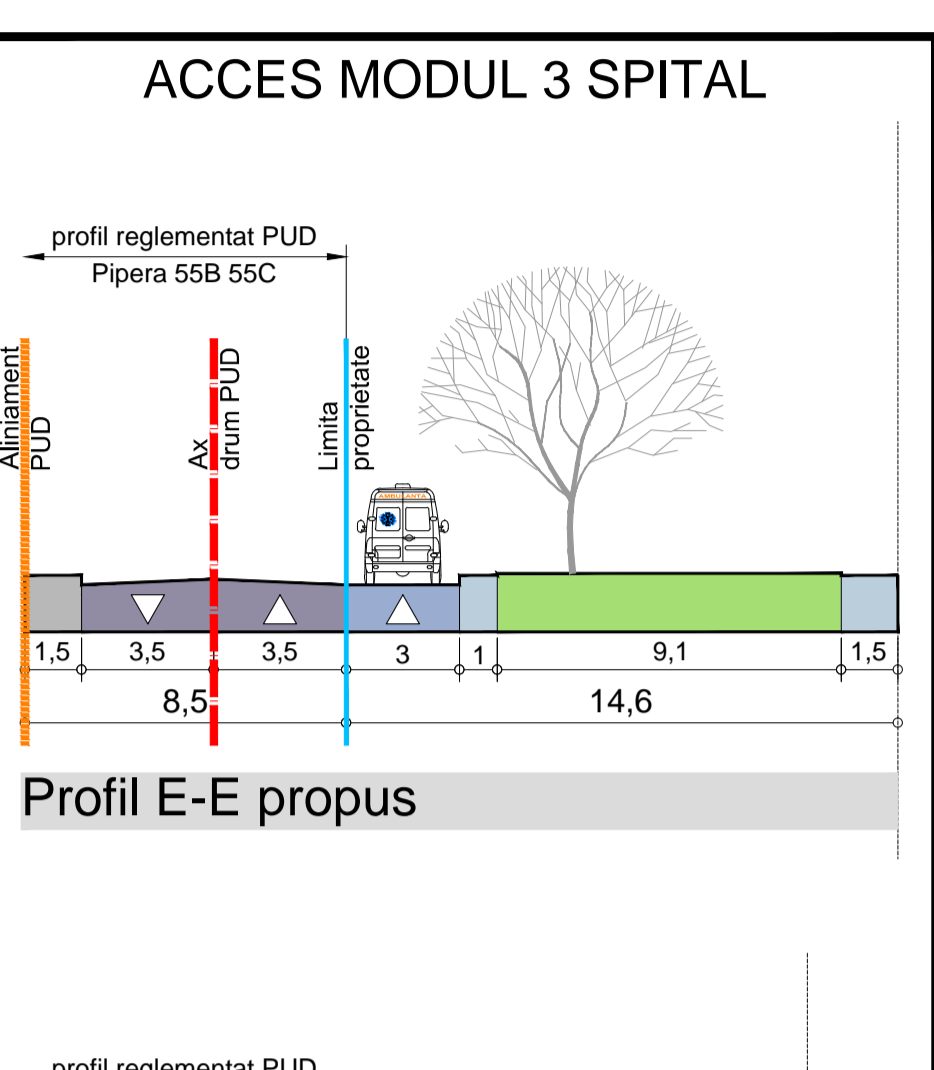 ACCES MODUL 3 SPITAL
profil reglementat PUD
Pipera 55B 55C
Aliniament
PUD
Ax
drum PUD
Limita
proprietate
AMBULANTA
1,5 3,5 3,5 3 1 9,1 1,5
8,5 14,6
Profil E-E propus
profil reglementat PUD